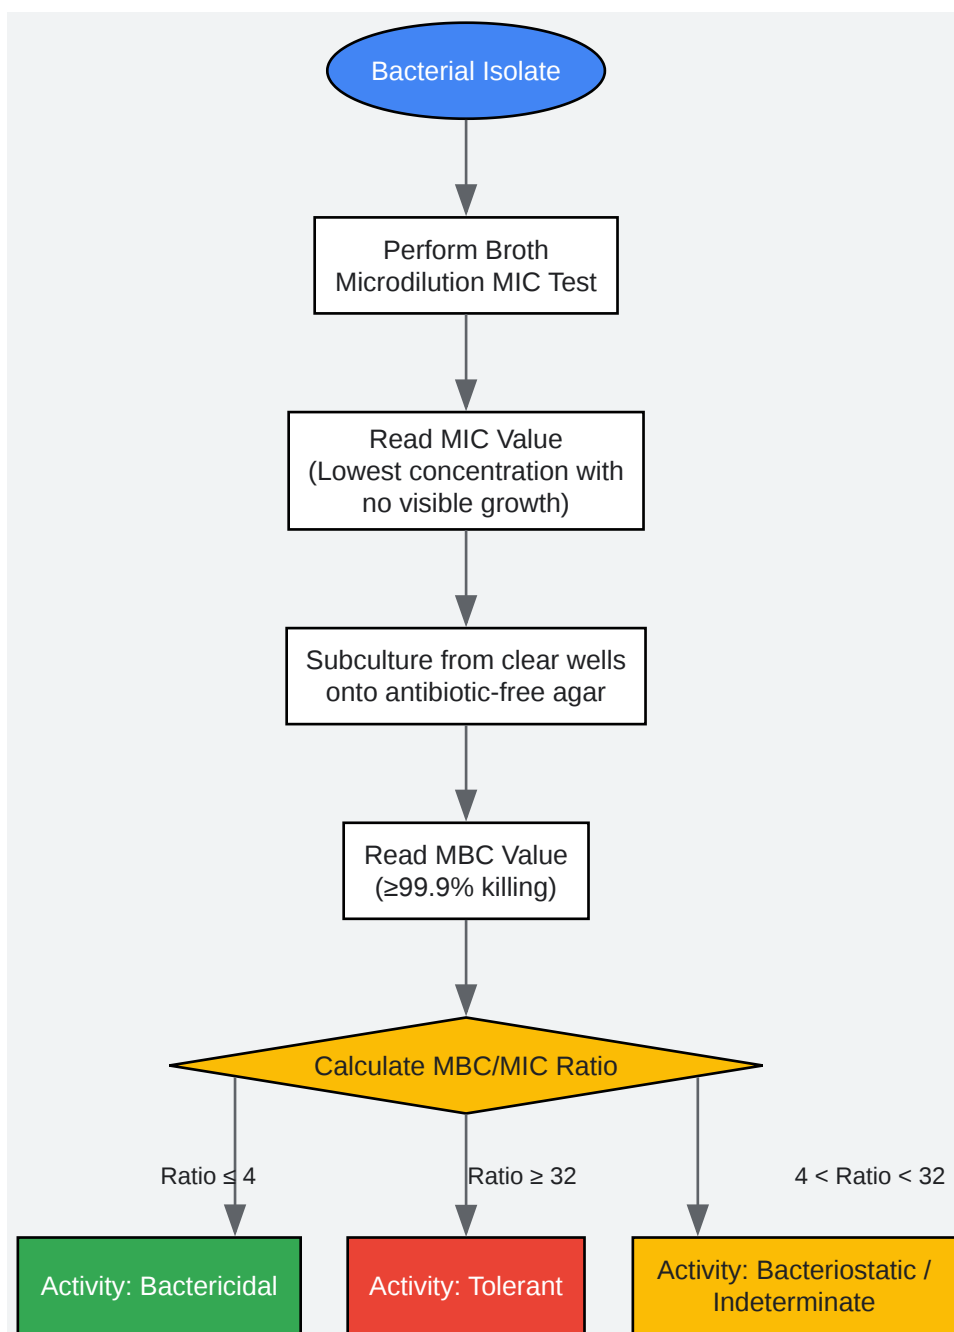 Bacterial Isolate
Perform Broth
Microdilution MIC Test
Read MIC Value
(Lowest concentration with
no visible growth)
Subculture from clear wells
onto antibiotic-free agar
Read MBC Value
(≥99.9% killing)
Calculate MBC/MIC Ratio
Ratio ≤ 4
Ratio ≥ 32
4 < Ratio < 32
Activity: Bactericidal
Activity: Tolerant
Activity: Bacteriostatic /
Indeterminate